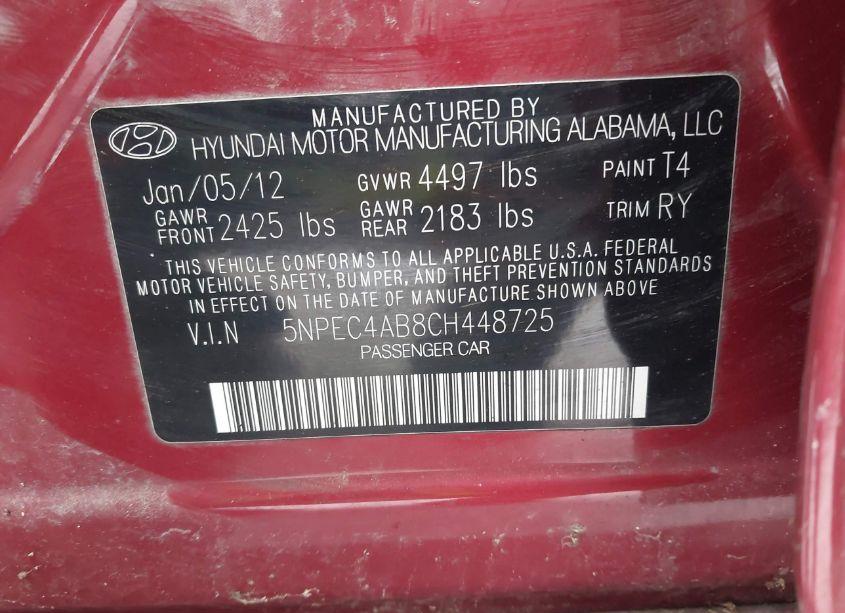 MANUFACTURED BY
HYUNDAI MOTOR MANUFACTURING ALABAMA, LLC
Jan/05/12 GVWR 4497 lbs PAINT T4
GAWR FRONT 2425 lbs GAWR REAR 2183 lbs TRIM RY
THIS VEHICLE CONFORMS TO ALL APPLICABLE U.S.A. FEDERAL
MOTOR VEHICLE SAFETY, BUMPER, AND THEFT PREVENTION STANDARDS
IN EFFECT ON THE DATE OF MANUFACTURE SHOWN ABOVE
V.I.N 5NPEC4AB8CH448725
PASSENGER CAR